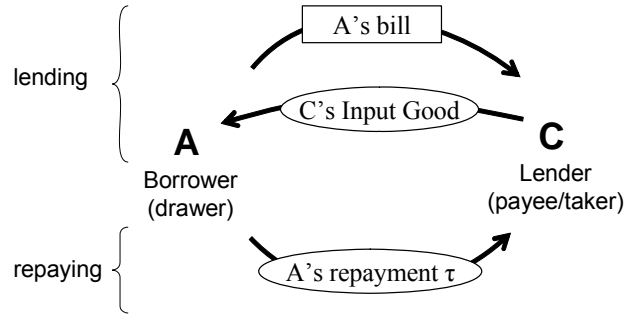 A's bill
lending
C's Input Good
A
C
Borrower
(drawer)
Lender
(payee/taker)
repaying
A's repayment τ